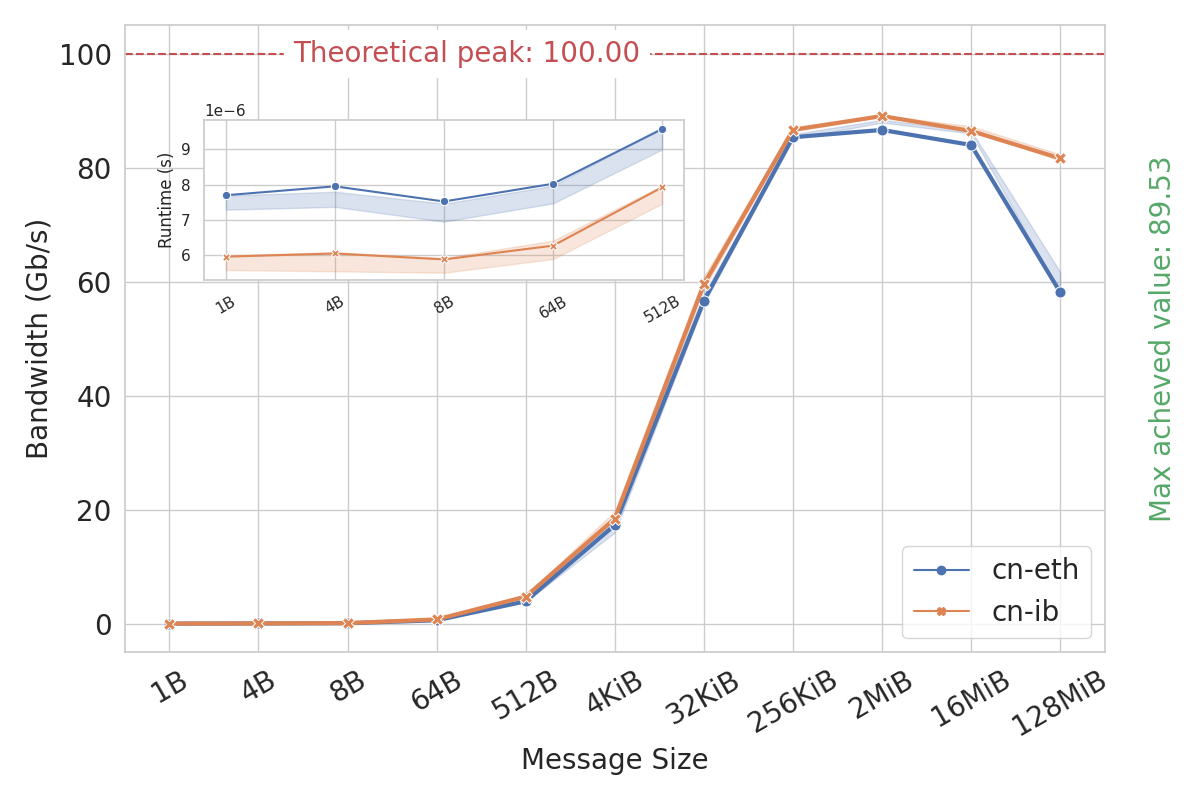 Theoretical peak: 100.00
100
80
60
40
20
0
Bandwidth (Gb/s)
1e−6
9
8
7
6
Runtime (s)
1B
4B
8B
64B
512B
cn-eth
cn-ib
1B
4B
8B
64B
512B
4KiB
32KiB
256KiB
2MiB
16MiB
128MiB
Message Size
Max acheved value: 89.53